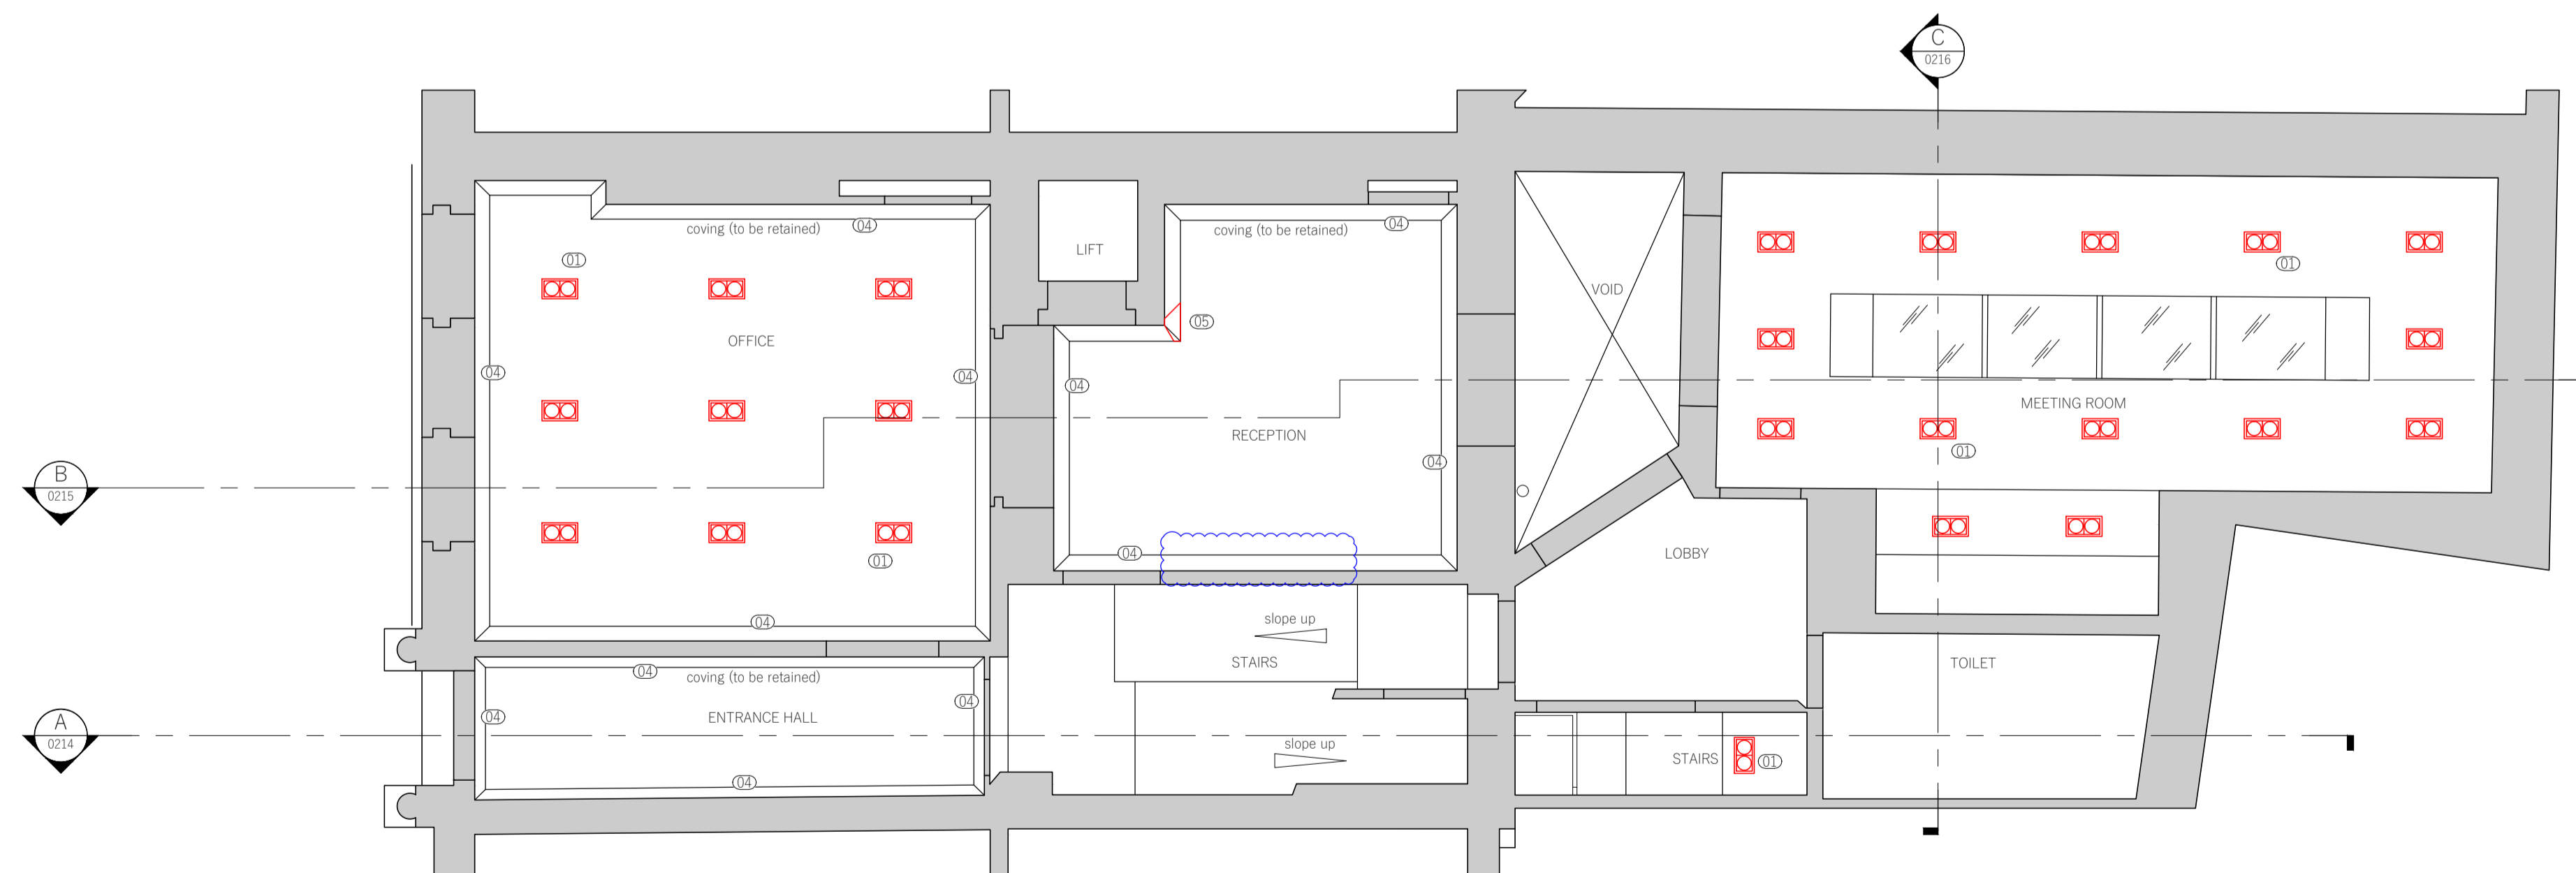 C
0216
04
coving (to be retained)
04
coving (to be retained)
LIFT
01
01
VOID
05
OFFICE
04
04
04
MEETING ROOM
RECEPTION
01
04
B
0215
04
LOBBY
01
04
slope up
STAIRS
TOILET
04
coving (to be retained)
04
04
ENTRANCE HALL
A
0214
slope up
STAIRS
01
04